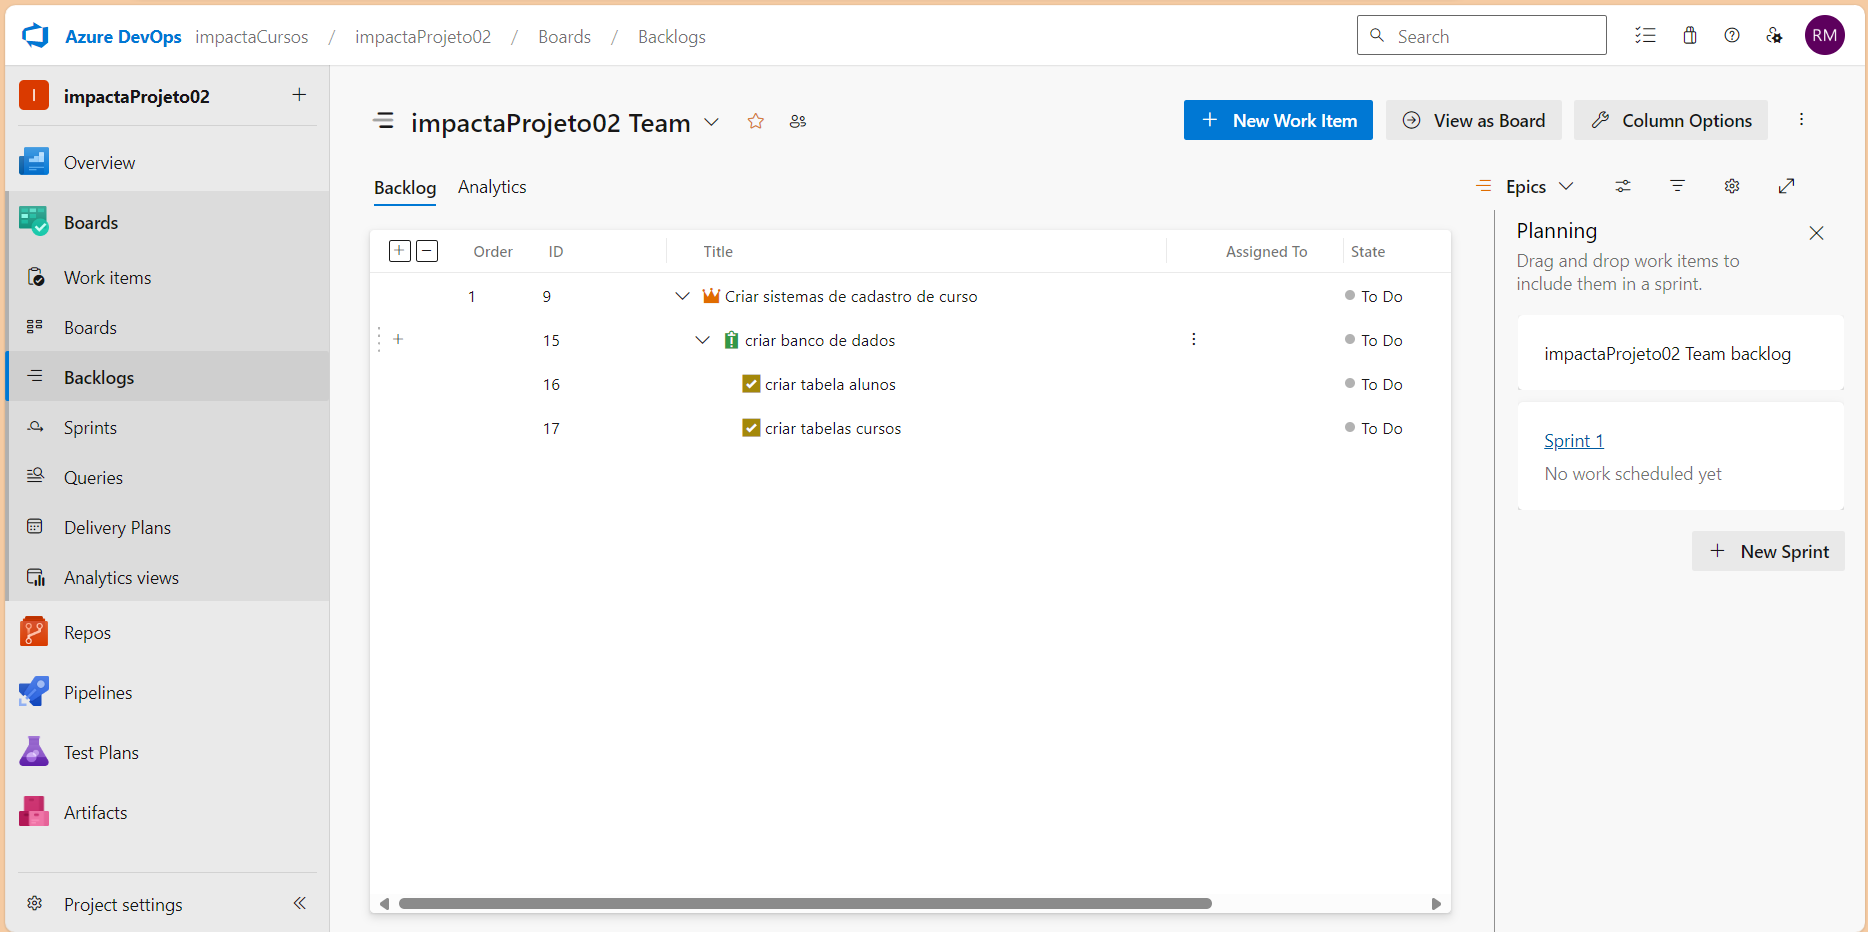 Azure DevOps impactaCursos / impactaProjeto02 / Boards / Backlogs
Search
RM
I impactaProjeto02
Overview
Boards
Work items
Boards
Backlogs
Sprints
Queries
Delivery Plans
Analytics views
Repos
Pipelines
Test Plans
Artifacts
Project settings
impactaProjeto02 Team
New Work Item
View as Board
Column Options
Backlog Analytics
Epics
Order ID Title Assigned To State
1 9 Criar sistemas de cadastro de curso To Do
15 criar banco de dados To Do
16 criar tabela alunos To Do
17 criar tabelas cursos To Do
Planning
Drag and drop work items to
include them in a sprint.
impactaProjeto02 Team backlog
Sprint 1
No work scheduled yet
New Sprint